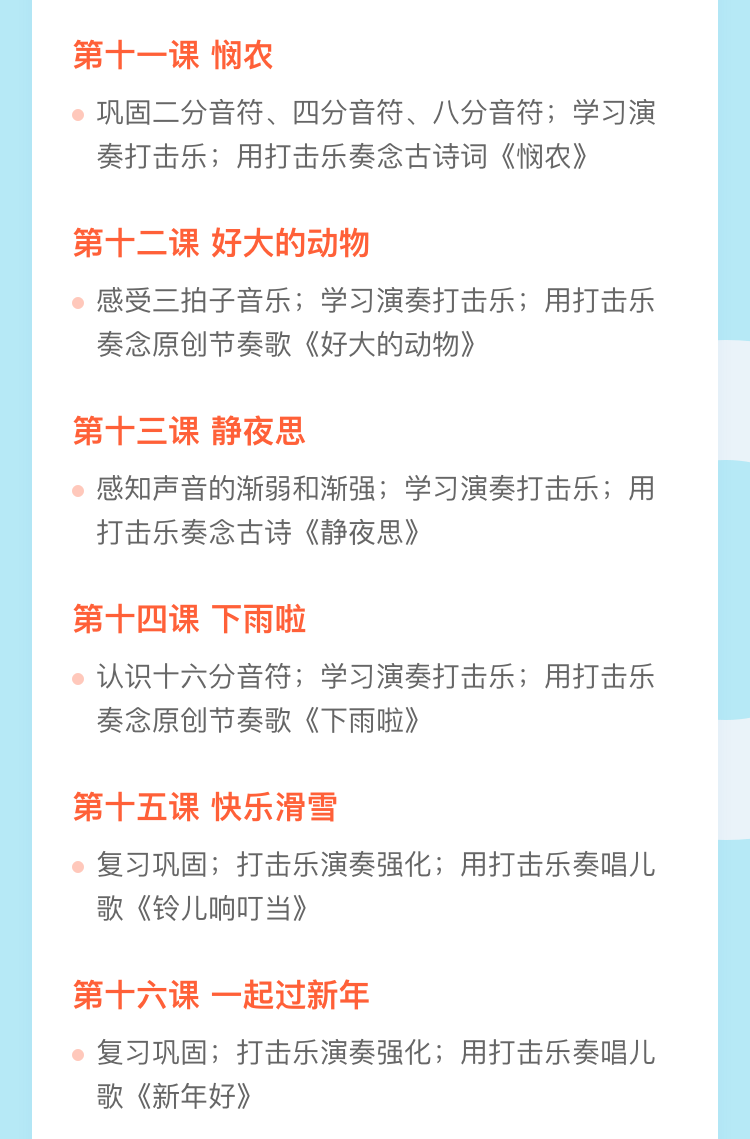 第十一课 悯农
巩固二分音符、四分音符、八分音符；学习演
奏打击乐；用打击乐奏念古诗词《悯农》
第十二课 好大的动物
感受三拍子音乐；学习演奏打击乐；用打击乐
奏念原创节奏歌《好大的动物》
第十三课 静夜思
感知声音的渐弱和渐强；学习演奏打击乐；用
打击乐奏念古诗《静夜思》
第十四课 下雨啦
认识十六分音符；学习演奏打击乐；用打击乐
奏念原创节奏歌《下雨啦》
第十五课 快乐滑雪
复习巩固；打击乐演奏强化；用打击乐奏唱儿
歌《铃儿响叮当》
第十六课 一起过新年
复习巩固；打击乐演奏强化；用打击乐奏唱儿
歌《新年好》